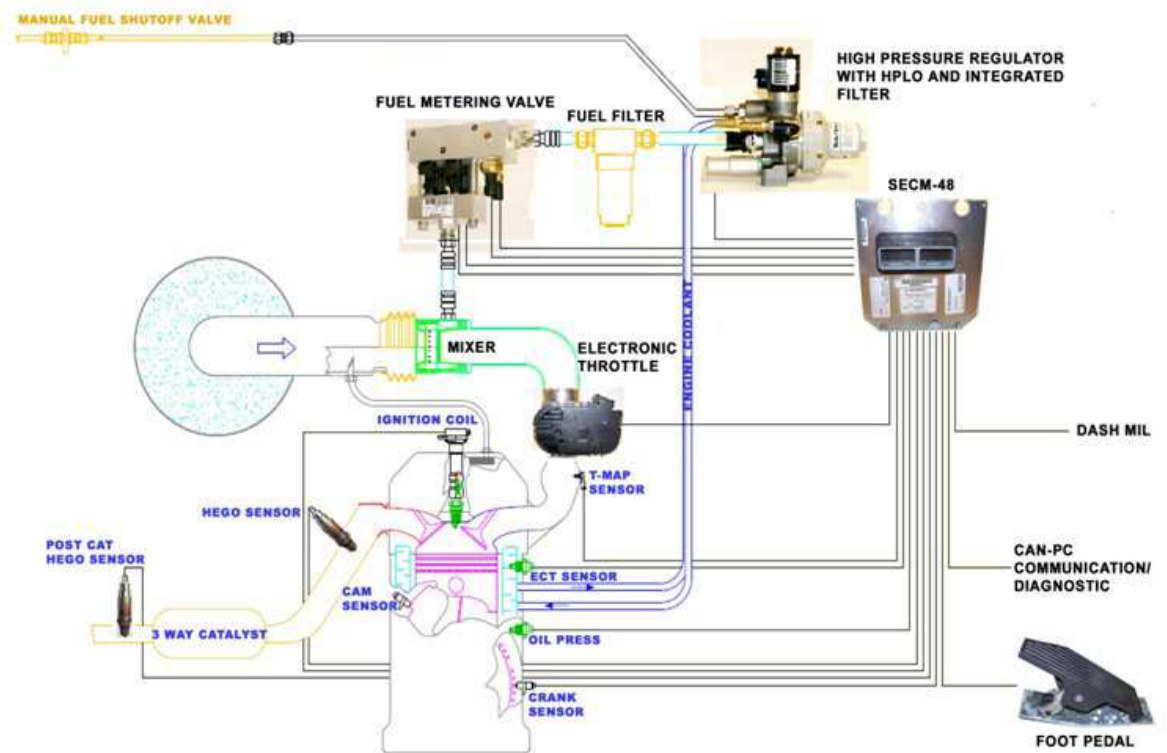 MANUAL FUEL SHUTOFF VALVE
HIGH PRESSURE REGULATOR
WITH HPLO AND INTEGRATED
FILTER
FUEL METERING VALVE
FUEL FILTER
SECM-48
ENGINE COOLANT
MIXER
ELECTRONIC
THROTTLE
IGNITION COIL
DASH MIL
T-MAP
SENSOR
HEGO SENSOR
POST CAT
HEGO SENSOR
CAN-PC
COMMUNICATION/
DIAGNOSTIC
ECT SENSOR
CAM
SENSOR
3 WAY CATALYST
OIL PRESS
CRANK
SENSOR
FOOT PEDAL